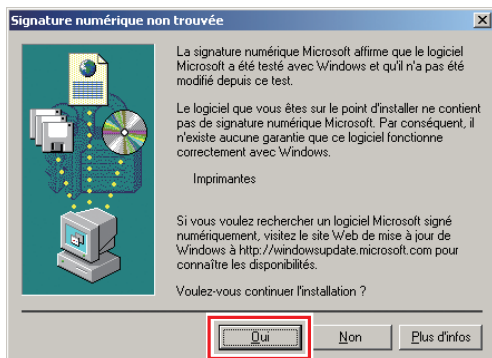 Signature numérique non trouvée
La signature numérique Microsoft affirme que le logiciel
Microsoft a été testé avec Windows et qu'il n'a pas été
modifié depuis ce test.
Le logiciel que vous êtes sur le point d'installer ne contient
pas de signature numérique Microsoft. Par conséquent, il
n'existe aucune garantie que ce logiciel fonctionne
correctement avec Windows.
Imprimantes
Si vous voulez rechercher un logiciel Microsoft signé
numériquement, visitez le site Web de mise à jour de
Windows à http://windowsupdate.microsoft.com pour
connaître les disponibilités.
Voulez-vous continuer l'installation ?
Oui
Non
Plus d'infos